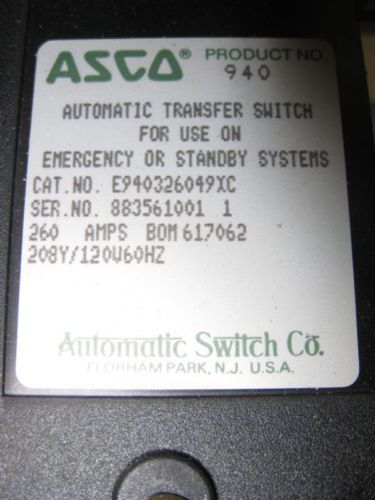 ASCO® PRODUCT NO.
940
AUTOMATIC TRANSFER SWITCH
FOR USE ON
EMERGENCY OR STANDBY SYSTEMS
CAT.NO. E940326049XC
SER.NO. 883561001 1
260 AMPS BOM 617062
208Y/120V60HZ
Automatic Switch Co.
FLORHAM PARK, N.J. U.S.A.